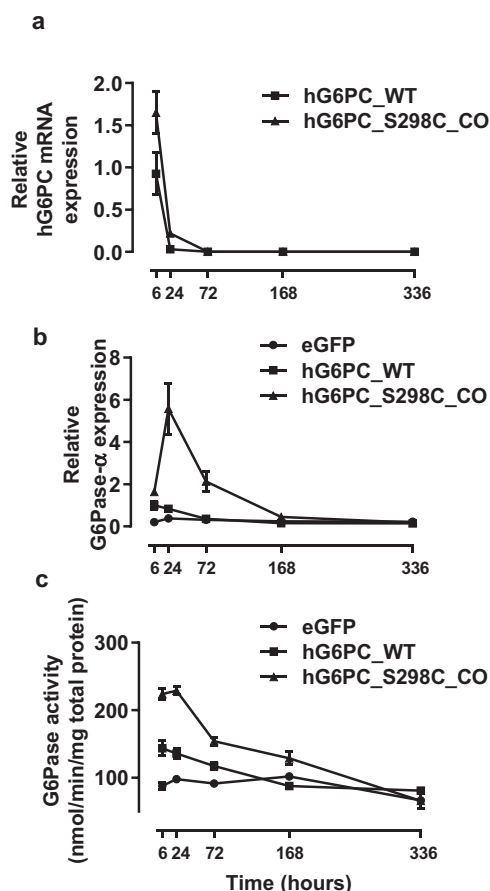 a
Relative
hG6PC mRNA
expression
2.0
1.5
1.0
0.5
0.0
hG6PC_WT
hG6PC_S298C_CO
6 24 72 168 336
b
Relative
G6Pase-α expression
8
6
4
2
0
eGFP
hG6PC_WT
hG6PC_S298C_CO
6 24 72 168 336
c
G6Pase activity
(nmol/min/mg total protein)
300
200
100
eGFP
hG6PC_WT
hG6PC_S298C_CO
6 24 72 168 336
Time (hours)